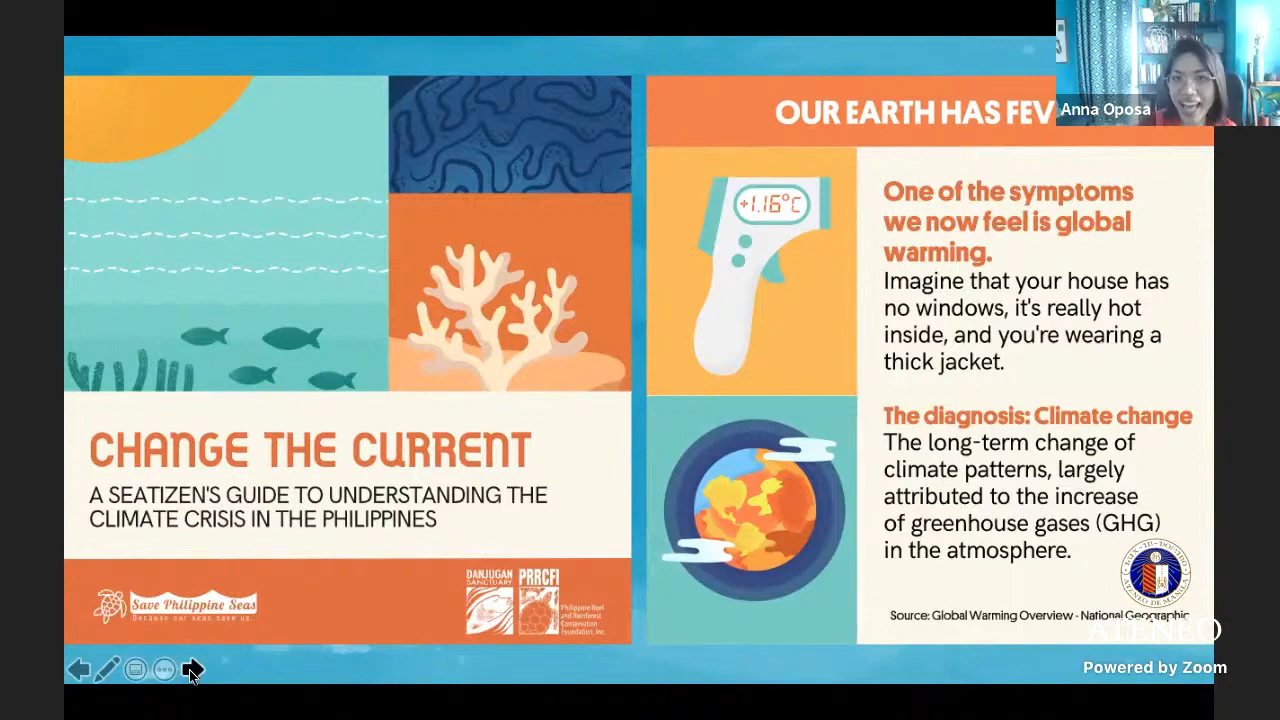 CHANGE THE CURRENT
A SEATIZEN'S GUIDE TO UNDERSTANDING THE
CLIMATE CRISIS IN THE PHILIPPINES
Save Philippine Seas
Because our seas save us.
DANJUGAN
SANCTUARY
PRRCFI
Philippine Reef
and Rainforest
Conservation
Foundation, Inc.
OUR EARTH HAS FEV
Anna Oposa
+1.16°C
One of the symptoms
we now feel is global
warming.
Imagine that your house has
no windows, it's really hot
inside, and you're wearing a
thick jacket.
The diagnosis: Climate change
The long-term change of
climate patterns, largely
attributed to the increase
of greenhouse gases (GHG)
in the atmosphere.
Source: Global Warming Overview - National Geographic
ATENEO
Powered by Zoom